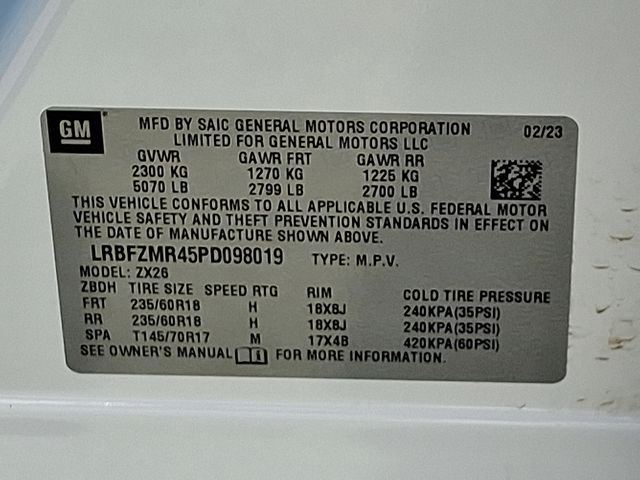 GM
MFD BY SAIC GENERAL MOTORS CORPORATION 02/23
LIMITED FOR GENERAL MOTORS LLC
GVWR GAWR FRT GAWR RR
2300 KG 1270 KG 1225 KG
5070 LB 2799 LB 2700 LB
THIS VEHICLE CONFORMS TO ALL APPLICABLE U.S. FEDERAL MOTOR
VEHICLE SAFETY AND THEFT PREVENTION STANDARDS IN EFFECT ON
THE DATE OF MANUFACTURE SHOWN ABOVE.
LRBFZMR45PD098019 TYPE: M.P.V.
MODEL: ZX26
ZBDH TIRE SIZE SPEED RTG RIM COLD TIRE PRESSURE
FRT 235/60R18 H 18X8J 240KPA(35PSI)
RR 235/60R18 H 18X8J 240KPA(35PSI)
SPA T145/70R17 M 17X4B 420KPA(60PSI)
SEE OWNER'S MANUAL FOR MORE INFORMATION.